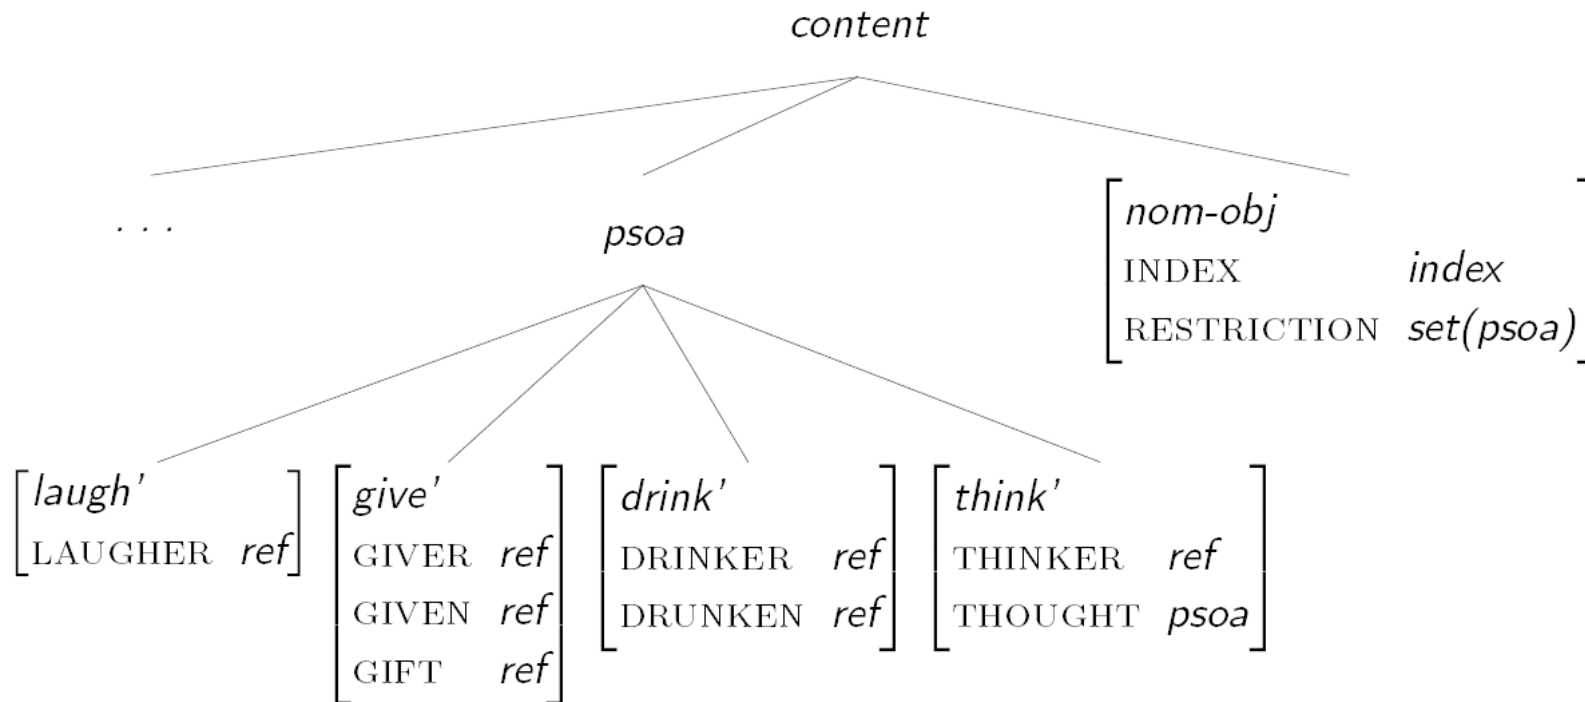 content
. . .
psoa
nom-obj
INDEX index
RESTRICTION set(psoa)
laugh’
LAUGHER ref
give’
GIVER ref
GIVEN ref
GIFT ref
drink’
DRINKER ref
DRUNKEN ref
think’
THINKER ref
THOUGHT psoa